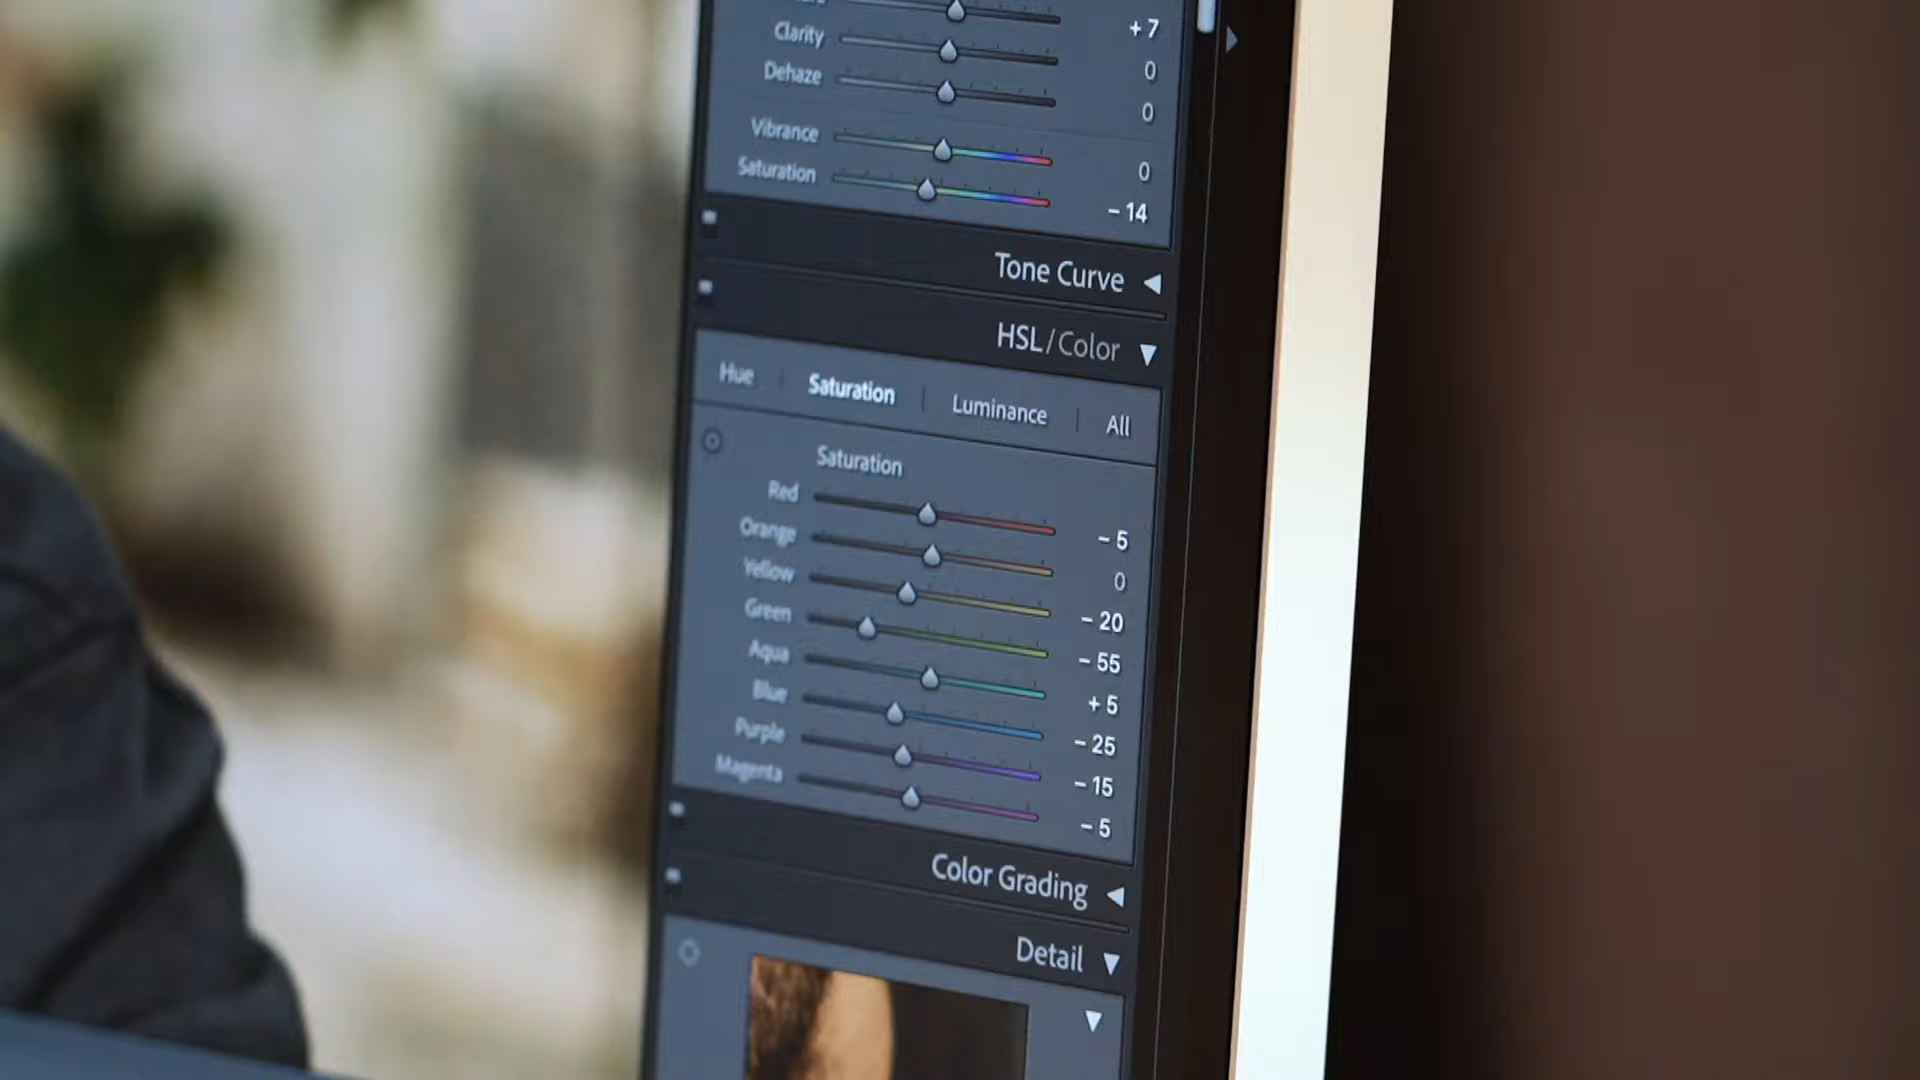 + 7
Clarity 0
Dehaze 0
Vibrance 0
Saturation - 14
Tone Curve
HSL / Color
Hue Saturation Luminance All
Saturation
Red - 5
Orange 0
Yellow - 20
Green - 55
Aqua + 5
Blue - 25
Purple - 15
Magenta - 5
Color Grading
Detail